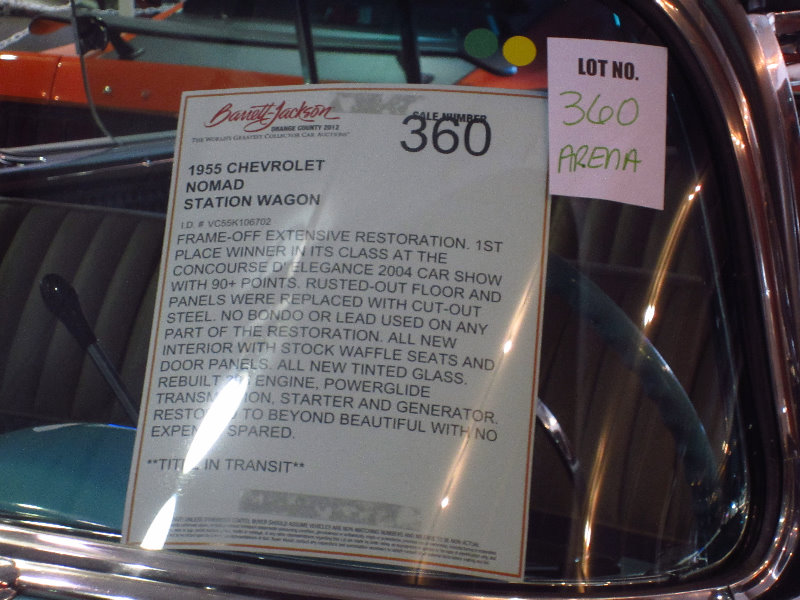 Barrett-Jackson
ORANGE COUNTY 2012
THE WORLD'S GREATEST COLLECTOR CAR AUCTIONS
SALE NUMBER
360
1955 CHEVROLET
NOMAD
STATION WAGON
I.D. # VC55K106702
FRAME-OFF EXTENSIVE RESTORATION. 1ST
PLACE WINNER IN ITS CLASS AT THE
CONCOURSE D'ELEGANCE 2004 CAR SHOW
WITH 90+ POINTS. RUSTED-OUT FLOOR AND
PANELS WERE REPLACED WITH CUT-OUT
STEEL. NO BONDO OR LEAD USED ON ANY
PART OF THE RESTORATION. ALL NEW
INTERIOR WITH STOCK WAFFLE SEATS AND
DOOR PANELS. ALL NEW TINTED GLASS.
REBUILT ENGINE, POWERGLIDE
TRANSMISSION, STARTER AND GENERATOR.
RESTORED TO BEYOND BEAUTIFUL WITH NO
EXPENSE SPARED.
**TITLE IN TRANSIT**
LOT NO.
360
ARENA